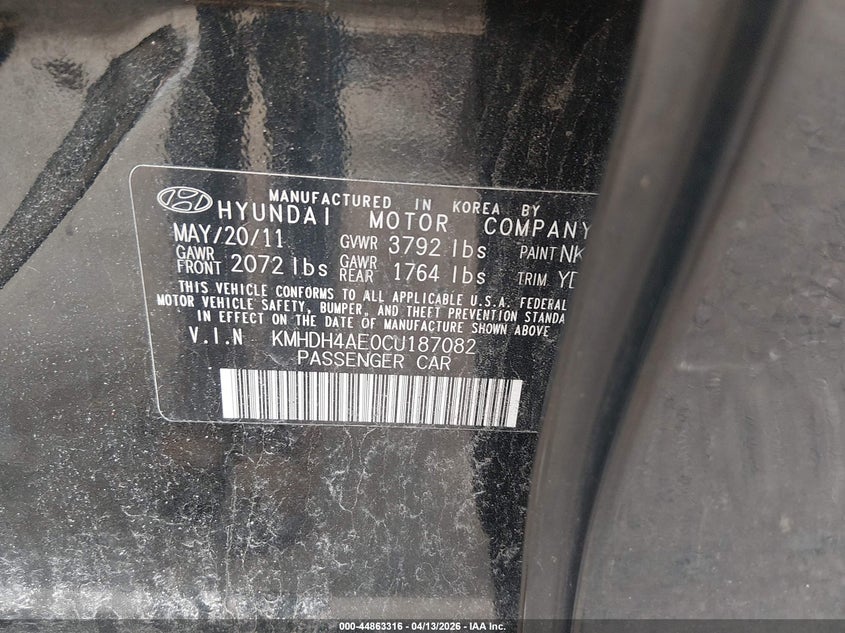 MANUFACTURED IN KOREA BY
HYUNDAI MOTOR COMPANY
MAY/20/11 GVWR 3792 lbs PAINT NK
GAWR FRONT 2072 lbs GAWR REAR 1764 lbs TRIM YD
THIS VEHICLE CONFORMS TO ALL APPLICABLE U.S.A. FEDERAL
MOTOR VEHICLE SAFETY, BUMPER, AND THEFT PREVENTION STANDA
IN EFFECT ON THE DATE OF MANUFACTURE SHOWN ABOVE
V.I.N KMHDH4AE0CU187082
PASSENGER CAR
000-44863316 | 04/13/2026 - IAA Inc.